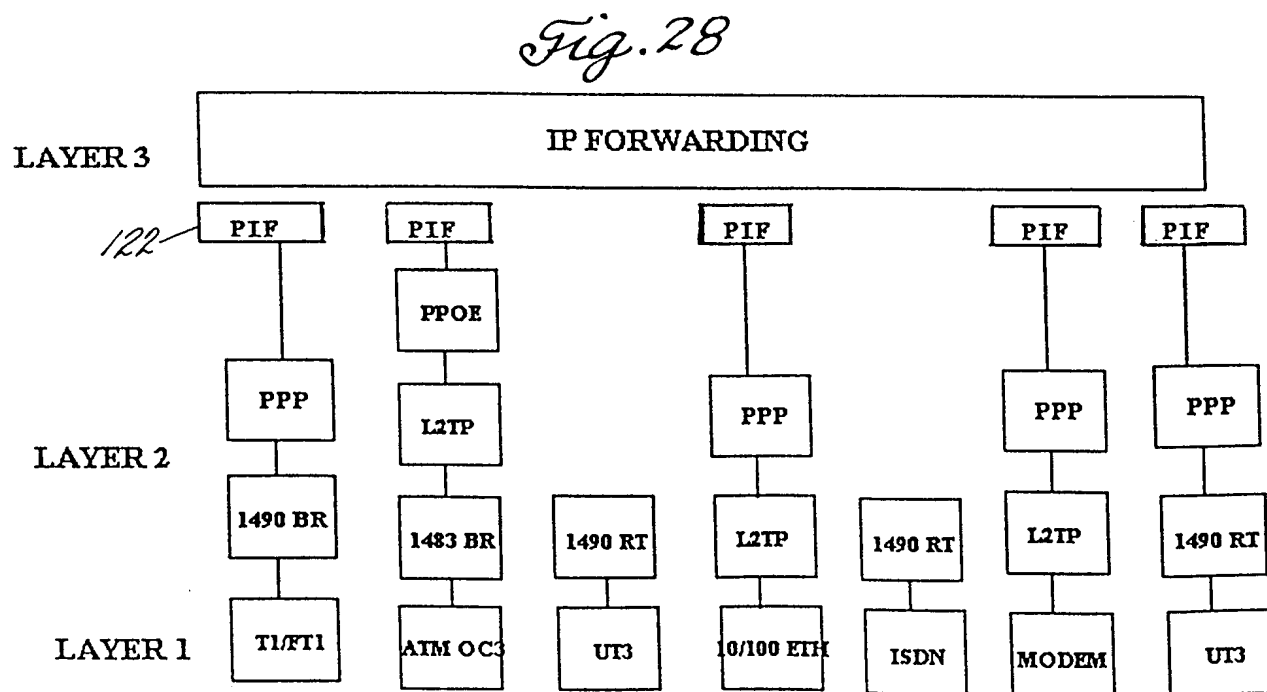 Fig. 28
IP FORWARDING
LAYER 3
122
PIF PIF PIF PIF PIF
PPOE
PPP L2TP PPP PPP PPP
LAYER 2
1490 BR 1483 BR 1490 RT L2TP 1490 RT L2TP 1490 RT
LAYER 1
T1/FT1 ATM OC3 UT3 10/100 ETH ISDN MODEM UT3